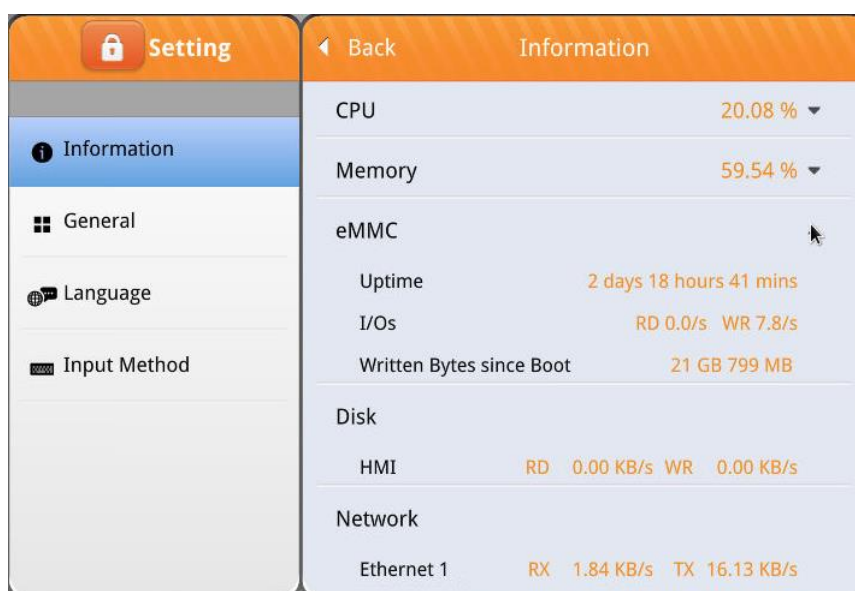 Setting
Information
General
Language
Input Method
Back Information
CPU 20.08 %
Memory 59.54 %
eMMC
Uptime 2 days 18 hours 41 mins
I/Os RD 0.0/s WR 7.8/s
Written Bytes since Boot 21 GB 799 MB
Disk
HMI RD 0.00 KB/s WR 0.00 KB/s
Network
Ethernet 1 RX 1.84 KB/s TX 16.13 KB/s